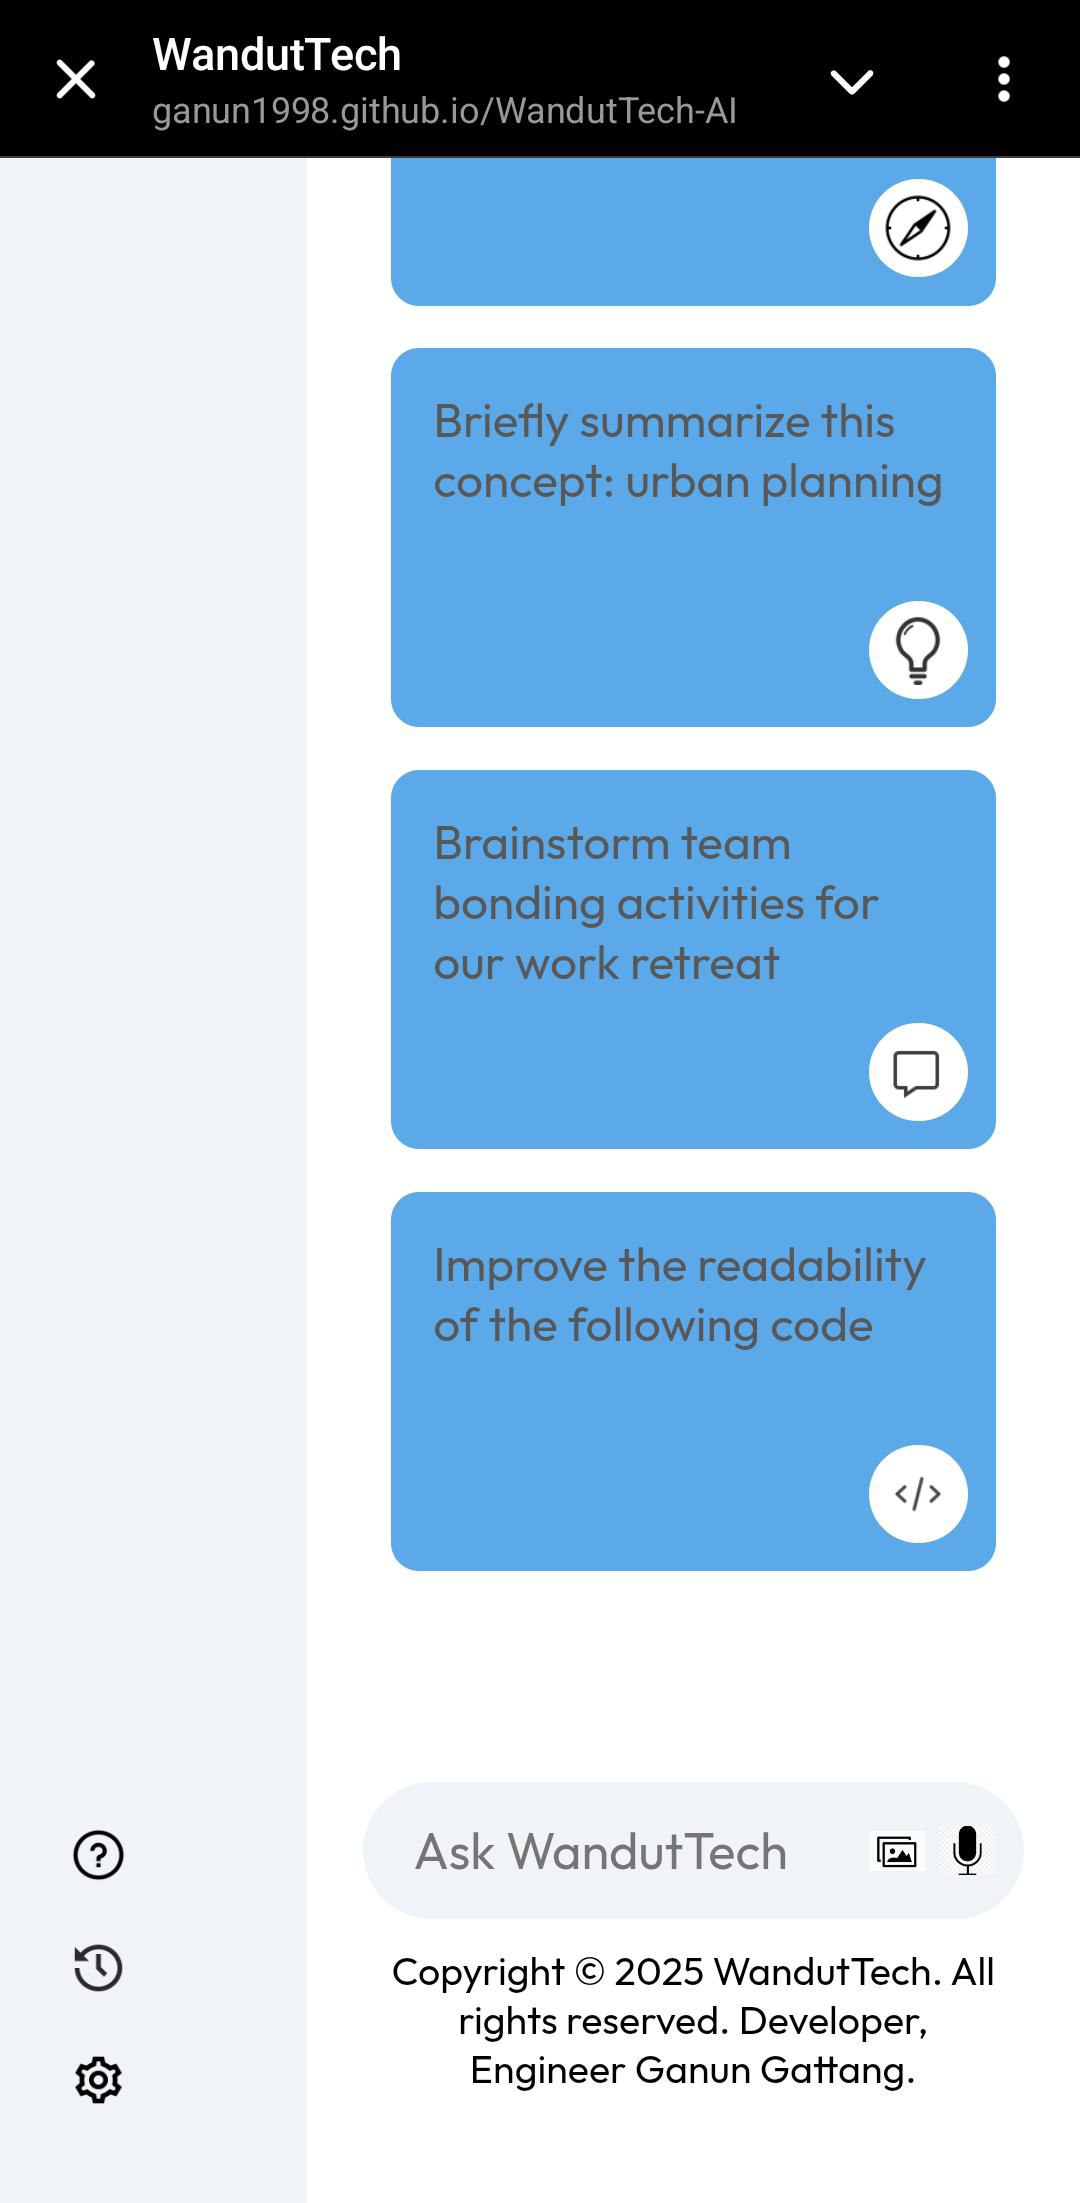 WandutTech
ganun1998.github.io/WandutTech-AI
Briefly summarize this
concept: urban planning
Brainstorm team
bonding activities for
our work retreat
Improve the readability
of the following code
</>
Ask WandutTech
Copyright © 2025 WandutTech. All
rights reserved. Developer,
Engineer Ganun Gattang.